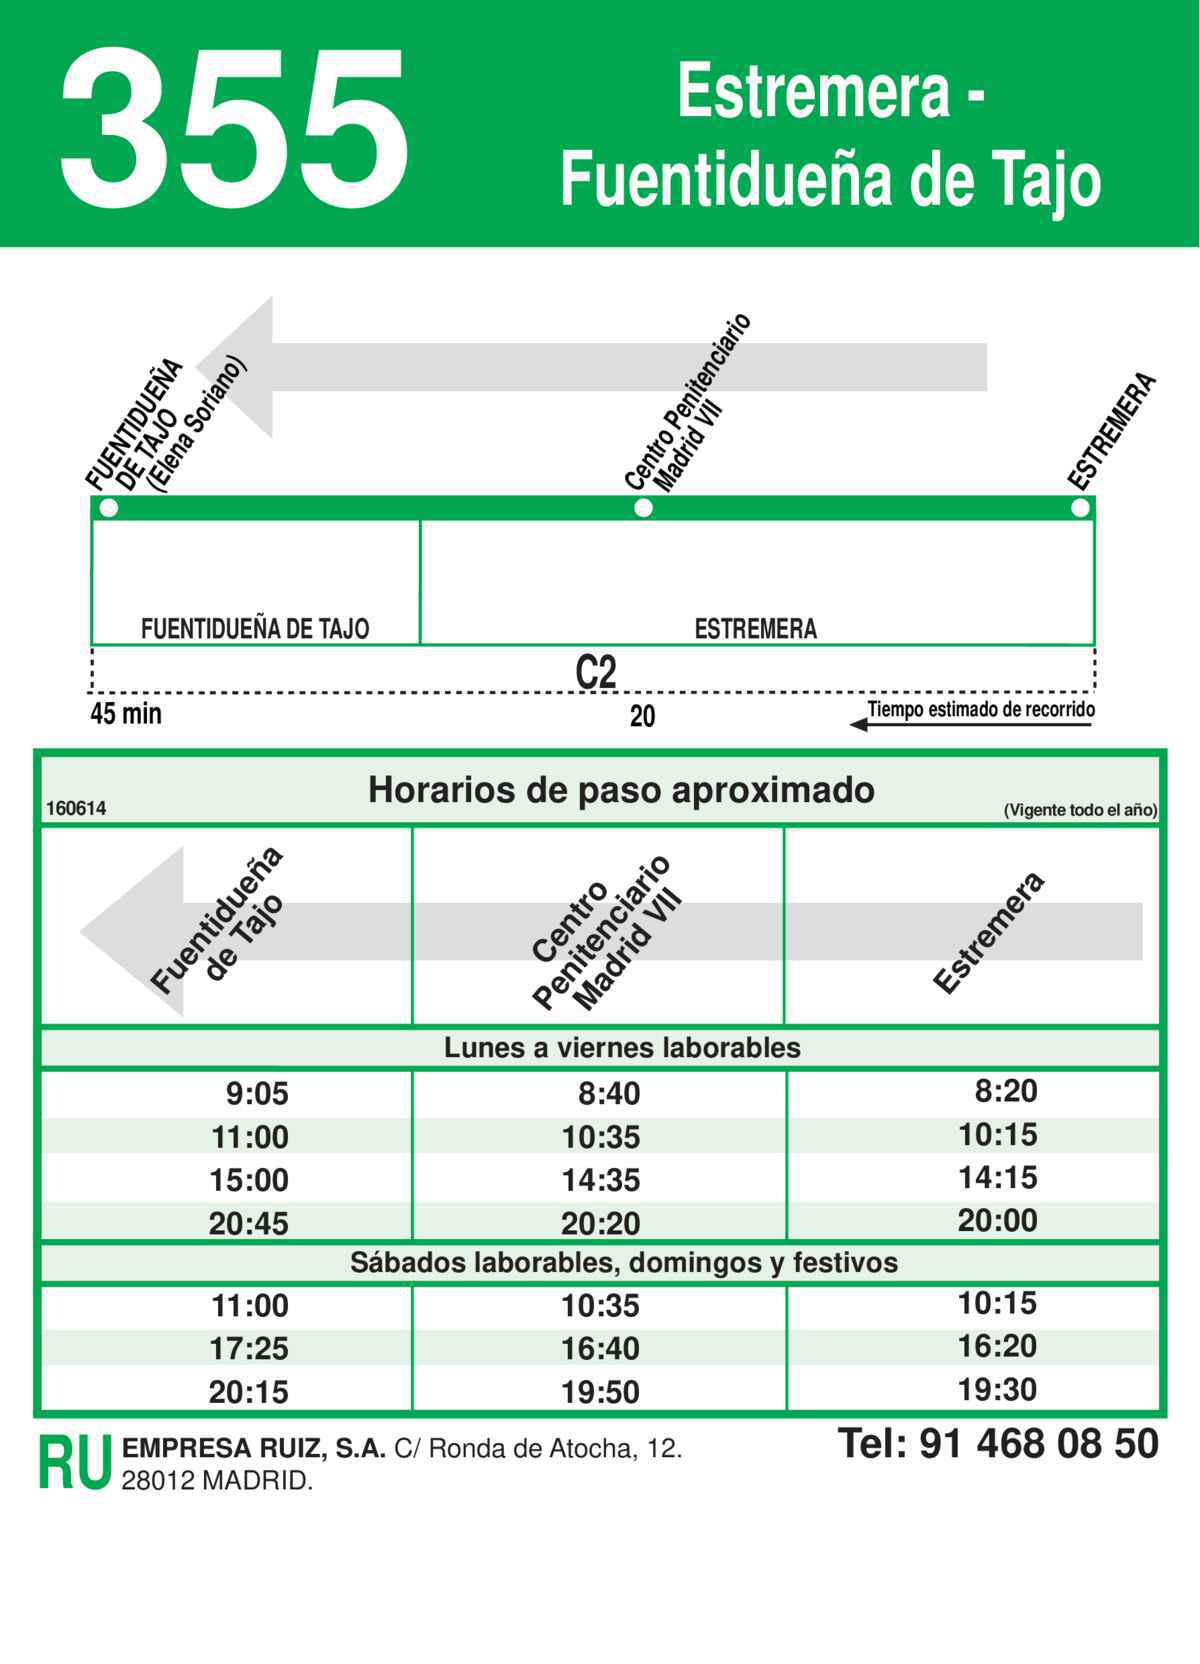 355
Estremera -
Fuentidueña de Tajo
FUENTIDUEÑA
DE TAJO
(Elena Soriano)
Centro Penitenciario
Madrid VII
ESTREMERA
FUENTIDUEÑA DE TAJO
ESTREMERA
C2
45 min
20
Tiempo estimado de recorrido
160614
Horarios de paso aproximado
(Vigente todo el año)
Fuentidueña
de Tajo
Centro
Penitenciario
Madrid VII
Estremera
Lunes a viernes laborables
9:05 8:40 8:20
11:00 10:35 10:15
15:00 14:35 14:15
20:45 20:20 20:00
Sábados laborables, domingos y festivos
11:00 10:35 10:15
17:25 16:40 16:20
20:15 19:50 19:30
RU
EMPRESA RUIZ, S.A. C/ Ronda de Atocha, 12.
28012 MADRID.
Tel: 91 468 08 50